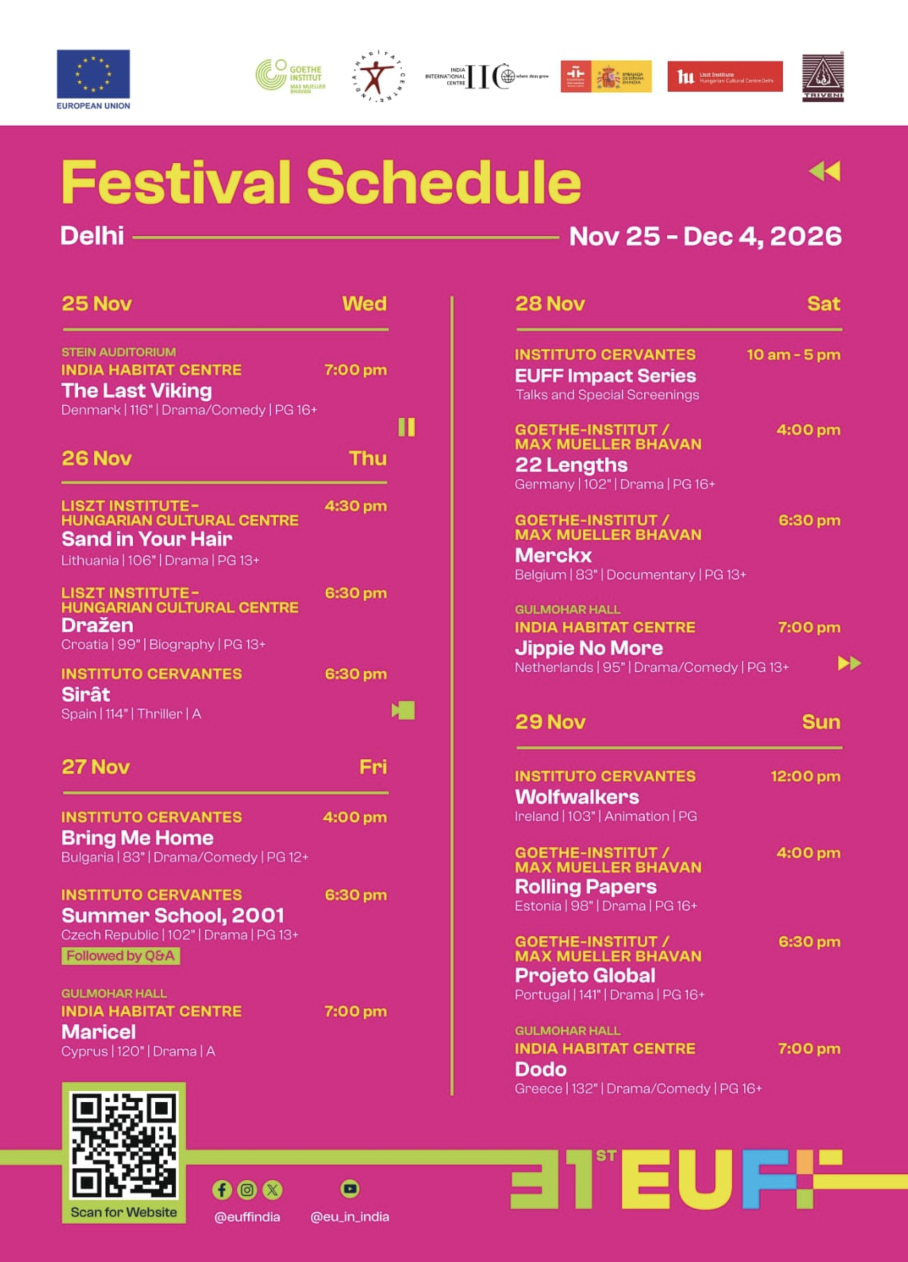 EUROPEAN UNION
GOETHE
INSTITUT
MAX MUELLER
BHAVAN
INDIA HABITAT CENTRE
INDIA
INTERNATIONAL
CENTRE
IIC
where ideas grow
Liszt Institute
Hungarian Cultural Centre Delhi
TRIVENI
Festival Schedule
Delhi
Nov 25 - Dec 4, 2026
25 Nov Wed
STEIN AUDITORIUM
INDIA HABITAT CENTRE 7:00 pm
The Last Viking
Denmark | 116" | Drama/Comedy | PG 16+
26 Nov Thu
LISZT INSTITUTE– 4:30 pm
HUNGARIAN CULTURAL CENTRE
Sand in Your Hair
Lithuania | 106" | Drama | PG 13+
LISZT INSTITUTE– 6:30 pm
HUNGARIAN CULTURAL CENTRE
Dražen
Croatia | 99" | Biography | PG 13+
INSTITUTO CERVANTES 6:30 pm
Sirât
Spain | 114" | Thriller | A
27 Nov Fri
INSTITUTO CERVANTES 4:00 pm
Bring Me Home
Bulgaria | 83" | Drama/Comedy | PG 12+
INSTITUTO CERVANTES 6:30 pm
Summer School, 2001
Czech Republic | 102" | Drama | PG 13+
Followed by Q&A
GULMOHAR HALL
INDIA HABITAT CENTRE 7:00 pm
Maricel
Cyprus | 120" | Drama | A
28 Nov Sat
INSTITUTO CERVANTES 10 am - 5 pm
EUFF Impact Series
Talks and Special Screenings
GOETHE-INSTITUT / 4:00 pm
MAX MUELLER BHAVAN
22 Lengths
Germany | 102" | Drama | PG 16+
GOETHE-INSTITUT / 6:30 pm
MAX MUELLER BHAVAN
Merckx
Belgium | 83" | Documentary | PG 13+
GULMOHAR HALL
INDIA HABITAT CENTRE 7:00 pm
Jippie No More
Netherlands | 95" | Drama/Comedy | PG 13+
29 Nov Sun
INSTITUTO CERVANTES 12:00 pm
Wolfwalkers
Ireland | 103" | Animation | PG
GOETHE-INSTITUT / 4:00 pm
MAX MUELLER BHAVAN
Rolling Papers
Estonia | 98" | Drama | PG 16+
GOETHE-INSTITUT / 6:30 pm
MAX MUELLER BHAVAN
Projeto Global
Portugal | 141" | Drama | PG 16+
GULMOHAR HALL
INDIA HABITAT CENTRE 7:00 pm
Dodo
Greece | 132" | Drama/Comedy | PG 16+
Scan for Website
@euffindia
@eu_in_india
31ST EUFF